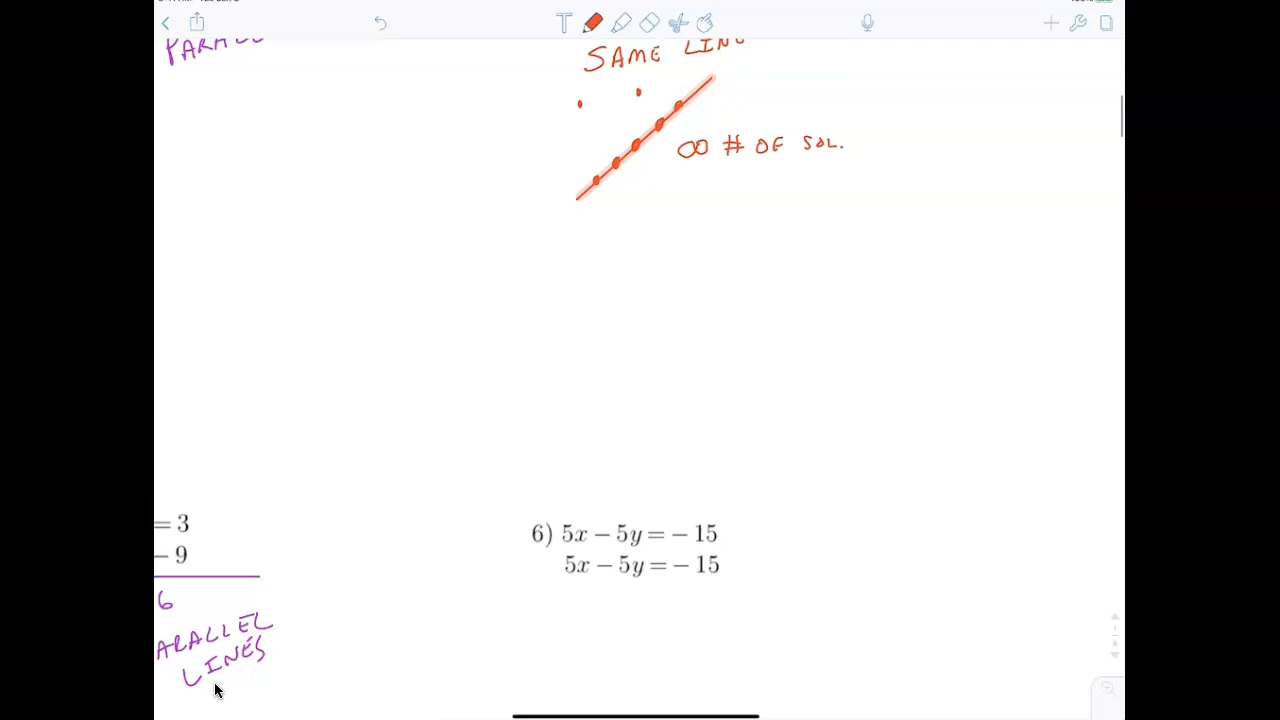 SAME LINE
∞ # OF SOL.
= 3
- 9
6
ARALLEL
LINES
6) 5x - 5y = - 15
5x - 5y = - 15